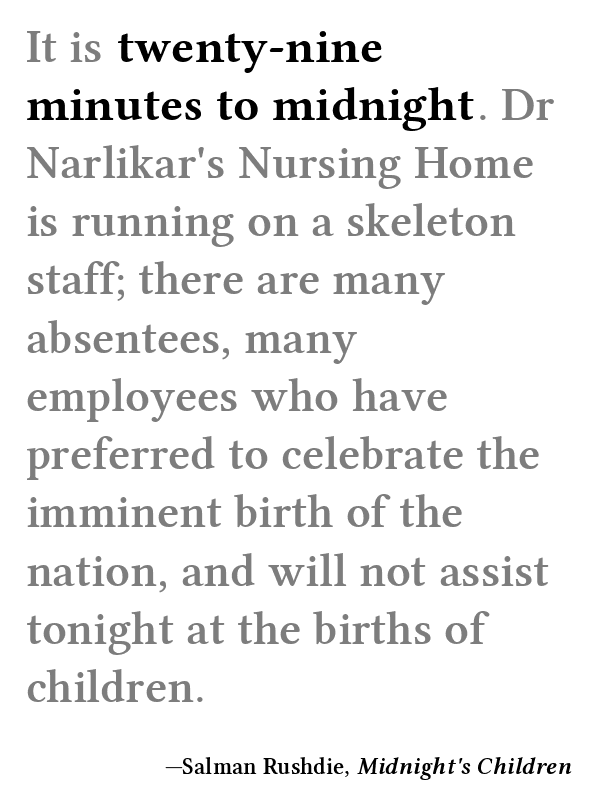 It is twenty-nine
minutes to midnight. Dr
Narlikar's Nursing Home
is running on a skeleton
staff; there are many
absentees, many
employees who have
preferred to celebrate the
imminent birth of the
nation, and will not assist
tonight at the births of
children.
—Salman Rushdie, Midnight's Children